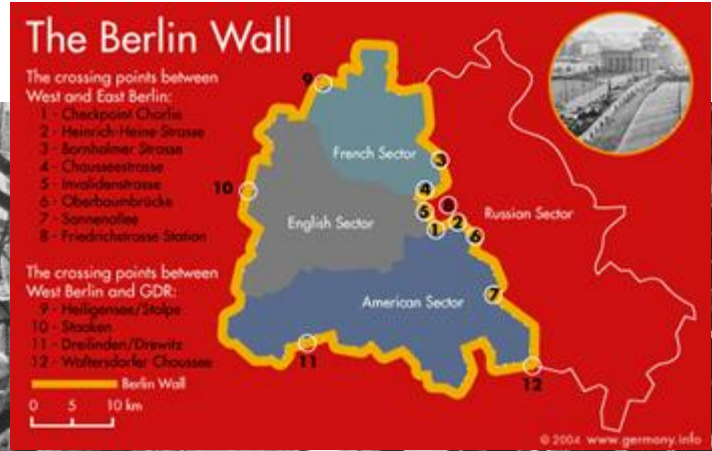 The Berlin Wall
The crossing points between
West and East Berlin:
1 - Checkpoint Charlie
2 - Heinrich-Heine-Strasse
3 - Bornholmer Strasse
4 - Chausseestrasse
5 - Invalidenstrasse
6 - Oberbaumbrücke
7 - Sonnenallee
8 - Friedrichstrasse Station
The crossing points between
West Berlin and GDR:
9 - Heiligensee/Stolpe
10 - Staaken
11 - Dreilinden/Drewitz
12 - Waltersdorfer Chaussee
Berlin Wall
0 5 10 km
9
French Sector
3
10
4
8
5
English Sector
1
2
6
Russian Sector
American Sector
7
11
12
© 2004 www.germany.info